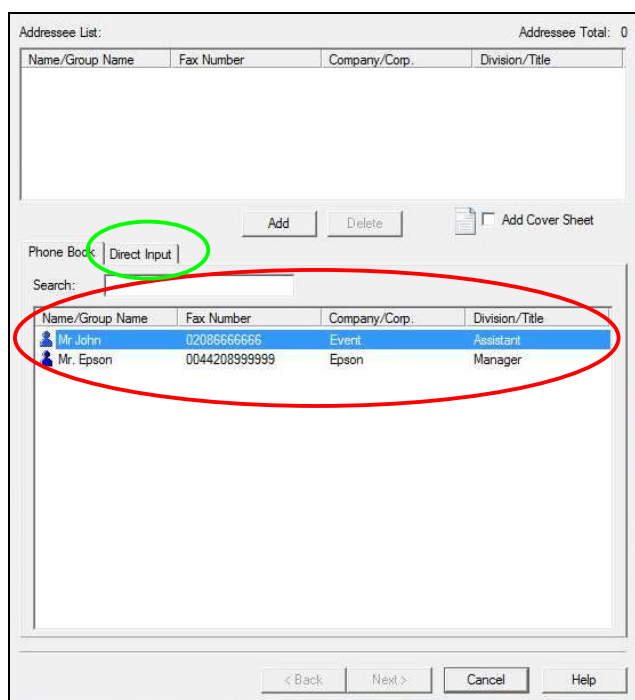 Addressee List: Addressee Total: 0
Name/Group Name Fax Number Company/Corp. Division/Title
Add Delete Add Cover Sheet
Phone Book Direct Input
Search:
Name/Group Name Fax Number Company/Corp. Division/Title
Mr John 02086666666 Event Assistant
Mr. Epson 0044208999999 Epson Manager
< Back Next > Cancel Help